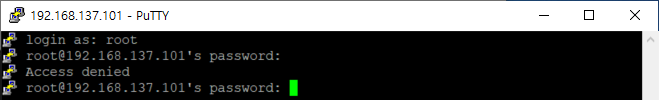 192.168.137.101 - PuTTY
login as: root
root@192.168.137.101's password:
Access denied
root@192.168.137.101's password: